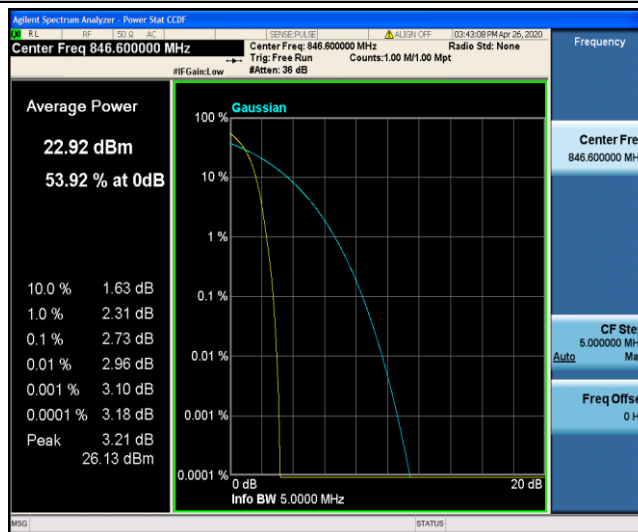 Agilent Spectrum Analyzer - Power Stat CCDF
RL RF 50 Ω AC SENSE:PULSE ALIGN OFF 03:43:08 PM Apr 26, 2020
Center Freq 846.600000 MHz
Center Freq: 846.600000 MHz Radio Std: None
Trig: Free Run Counts:1.00 M/1.00 Mpt
#IFGain:Low #Atten: 36 dB
Frequency
Average Power
22.92 dBm
53.92 % at 0dB
10.0 % 1.63 dB
1.0 % 2.31 dB
0.1 % 2.73 dB
0.01 % 2.96 dB
0.001 % 3.10 dB
0.0001 % 3.18 dB
Peak 3.21 dB
26.13 dBm
Gaussian
100 %
10 %
1 %
0.1 %
0.01 %
0.001 %
0.0001 %
0 dB 20 dB
Info BW 5.0000 MHz
Center Fre
846.600000 MH
CF Ste
5.000000 MH
Auto Ma
Freq Offse
0 H
MSG STATUS